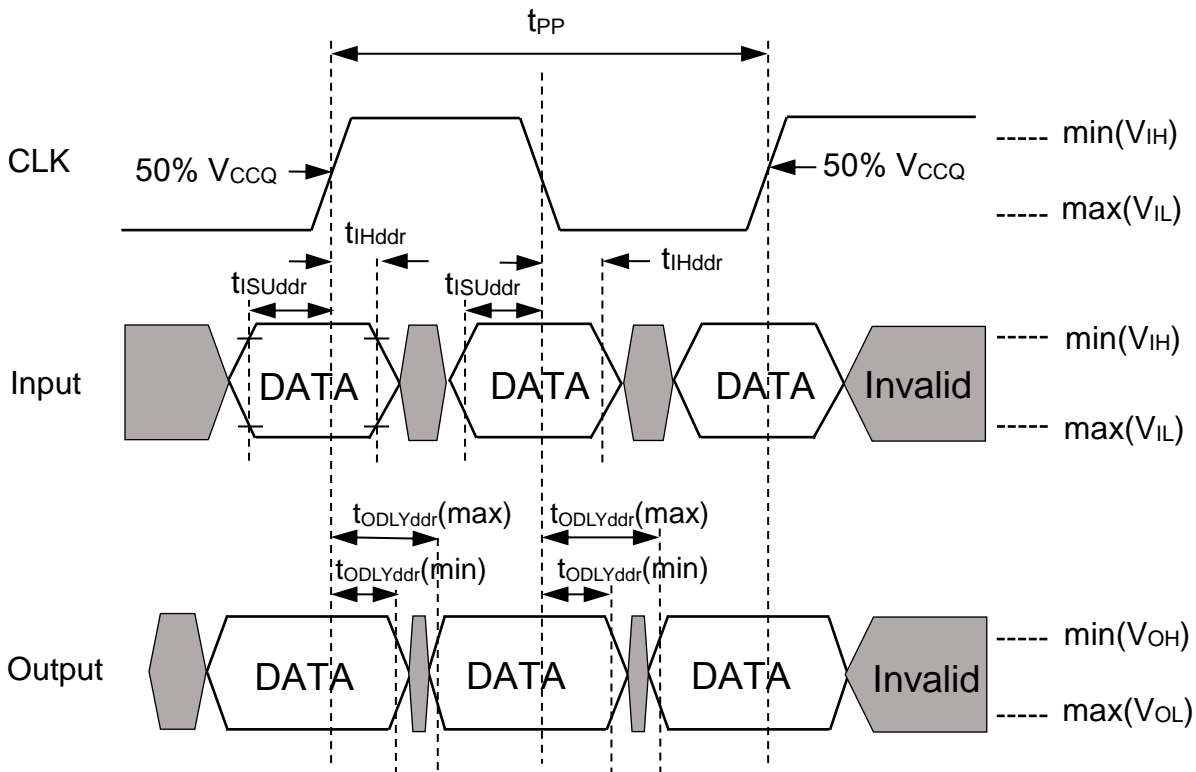 tPP
CLK
50% VCCQ
50% VCCQ
min(VIH)
max(VIL)
tIHddr
tISUddr
tISUddr
tIHddr
Input
DATA
DATA
DATA
Invalid
min(VIH)
max(VIL)
tODLYddr(max)
tODLYddr(max)
tODLYddr(min)
tODLYddr(min)
Output
DATA
DATA
DATA
Invalid
min(VOH)
max(VOL)